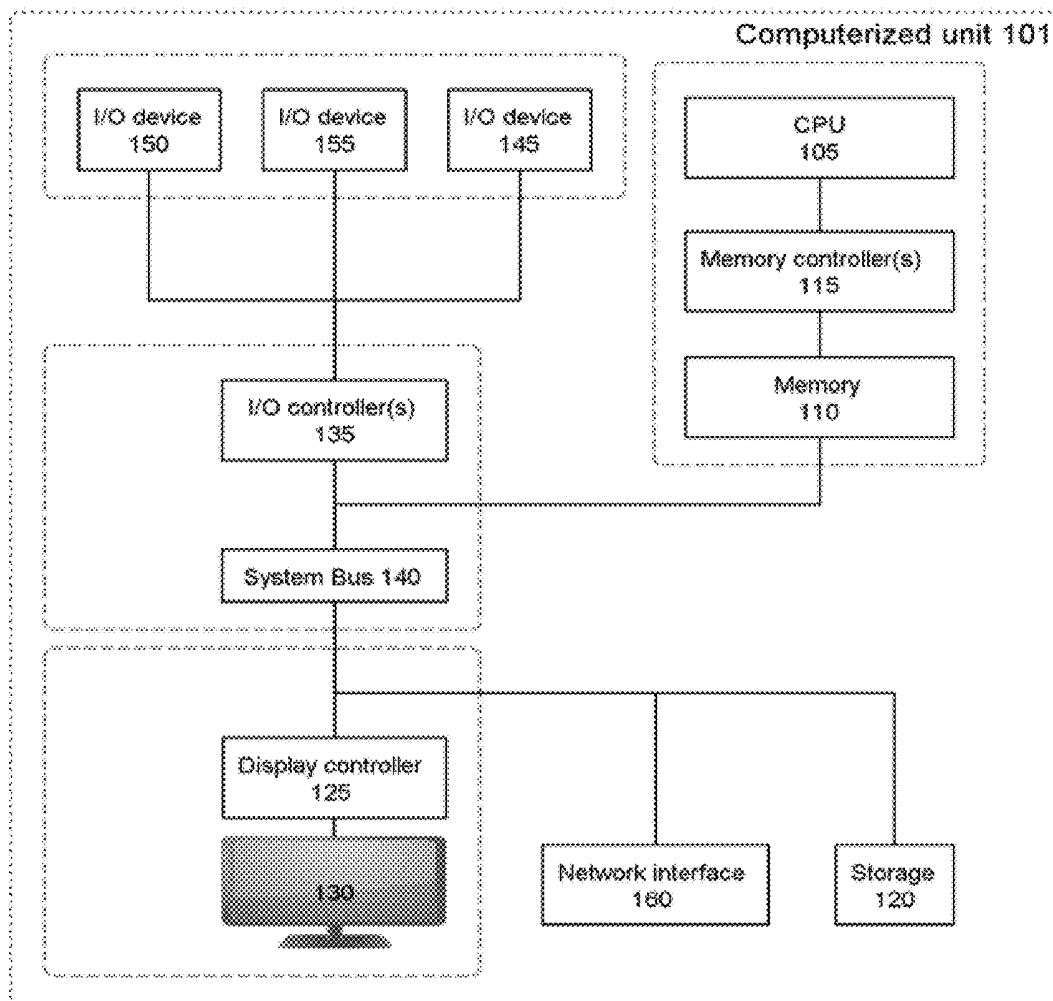 Computerized unit 101
I/O device
150
I/O device
155
I/O device
145
CPU
105
Memory controller(s)
115
Memory
110
I/O controller(s)
135
System Bus 140
Display controller
125
130
Network interface
160
Storage
120